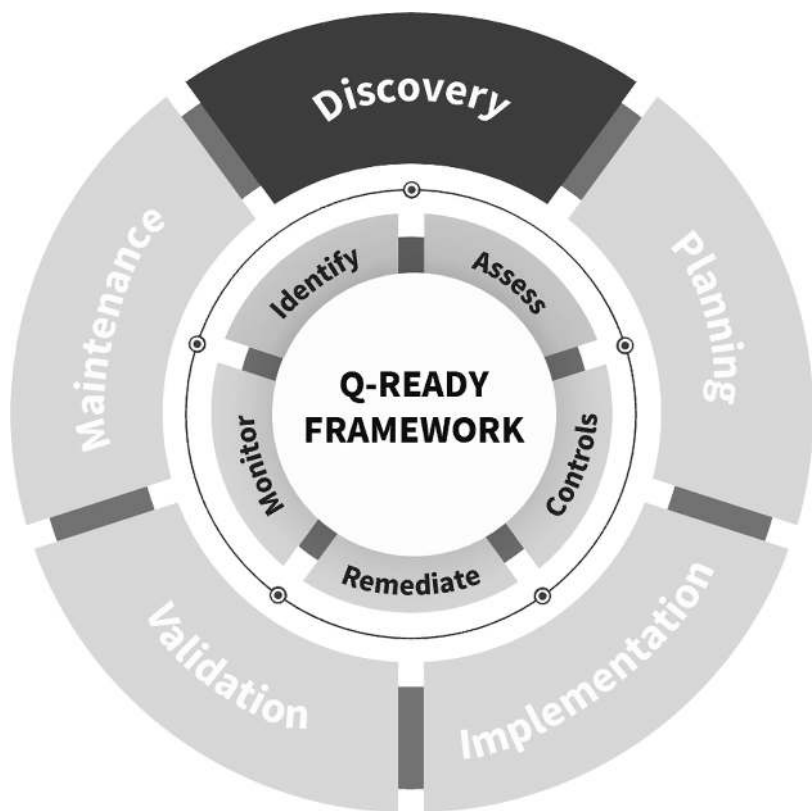 Discovery
Planning
Implementation
Validation
Maintenance
Identify
Assess
Controls
Remediate
Monitor
Q-READY
FRAMEWORK